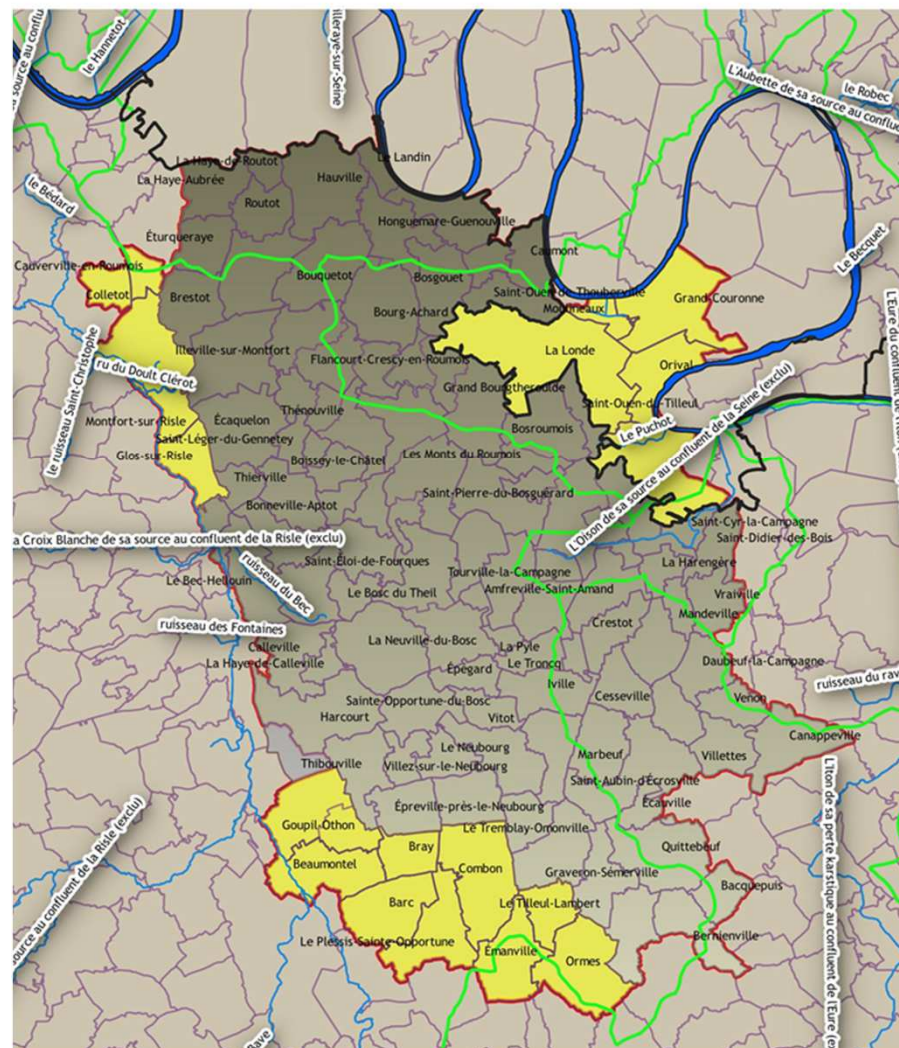 sa source au conflu
le Hannetot
illeraye-sur-Seine
L'Aubette de sa source au confluen
le Robec
Le Landin
La Haye-de-Routot
La Haye-Aubrée
Hauville
le Bédard
Routot
Honguemare-Guenouville
Éturqueraye
Caumont
Le Becquet
Cauverville-en-Roumois
Bouquetot
Bosgouet
Colletot
Brestot
Saint-Ouen-de-Thouberville
Grand-Couronne
Moulineaux
Bourg-Achard
L'Eure du confluent de
Illeville-sur-Montfort
Flancourt-Crescy-en-Roumois
La Londe
Orival
le ruisseau Saint-Christophe
ru du Doult Clérot
Grand Bourgtheroulde
Thénouville
Saint-Ouen-du-Tilleul
Montfort-sur-Risle
Écaquelon
Bosroumois
Le Puchot
Saint-Léger-du-Gennetey
Glos-sur-Risle
Boissey-le-Châtel
Les Monts du Roumois
Thierville
Saint-Pierre-du-Bosguérard
L'Oison de sa source au confluent de la Seine (exclu)
Bonneville-Aptot
Saint-Cyr-la-Campagne
Saint-Didier-des-Bois
a Croix Blanche de sa source au confluent de la Risle (exclu)
Saint-Éloi-de-Fourques
La Harengère
Le Bec-Hellouin
ruisseau du Bec
Tourville-la-Campagne
Amfreville-Saint-Amand
Vraiville
Le Bosc du Theil
Mandeville
Crestot
ruisseau des Fontaines
Calleville
La Neuville-du-Bosc
La Pyle
La Haye-de-Calleville
Épégard
Le Troncq
Daubeuf-la-Campagne
Iville
ruisseau du rav
Sainte-Opportune-du-Bosc
Cesseville
Venon
Harcourt
Vitot
Canappeville
Le Neubourg
Marbeuf
Villettes
Thibouville
Villez-sur-le-Neubourg
Saint-Aubin-d'Écrosville
Écauville
Épreville-près-le-Neubourg
Goupil-Othon
Le Tremblay-Omonville
Bray
Quittebeuf
Beaumontel
Combon
Graveron-Sémerville
Bacquepuis
Barc
Le Tilleul-Lambert
Le Plessis-Sainte-Opportune
Bernienville
Émanville
Ormes
source au confluent de la Risle (exclu)
L'Iton de sa perte karstique au confluent de l'Eure (ex